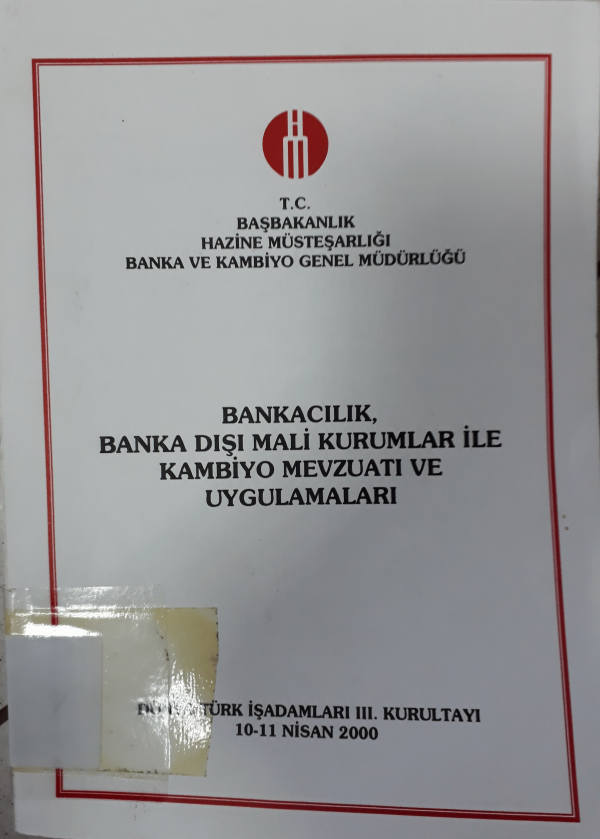 T.C.
BAŞBAKANLIK
HAZİNE MÜSTEŞARLIĞI
BANKA VE KAMBİYO GENEL MÜDÜRLÜĞÜ
BANKACILIK,
BANKA DIŞI MALİ KURUMLAR İLE
KAMBİYO MEVZUATI VE
UYGULAMALARI
TÜRK İŞADAMLARI III. KURULTAYI
10-11 NİSAN 2000